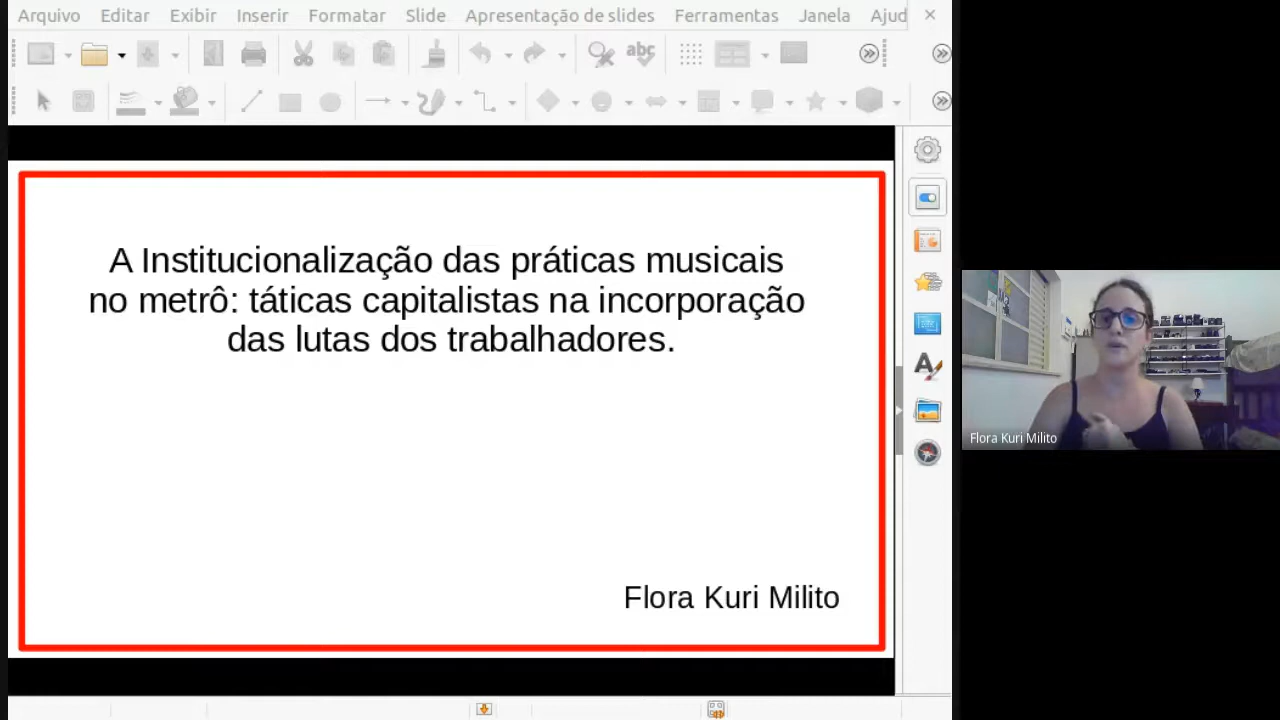 Arquivo Editar Exibir Inserir Formatar Slide Apresentação de slides Ferramentas Janela Ajud
abc
A Institucionalização das práticas musicais
no metrô: táticas capitalistas na incorporação
das lutas dos trabalhadores.
Flora Kuri Milito
Flora Kuri Milito